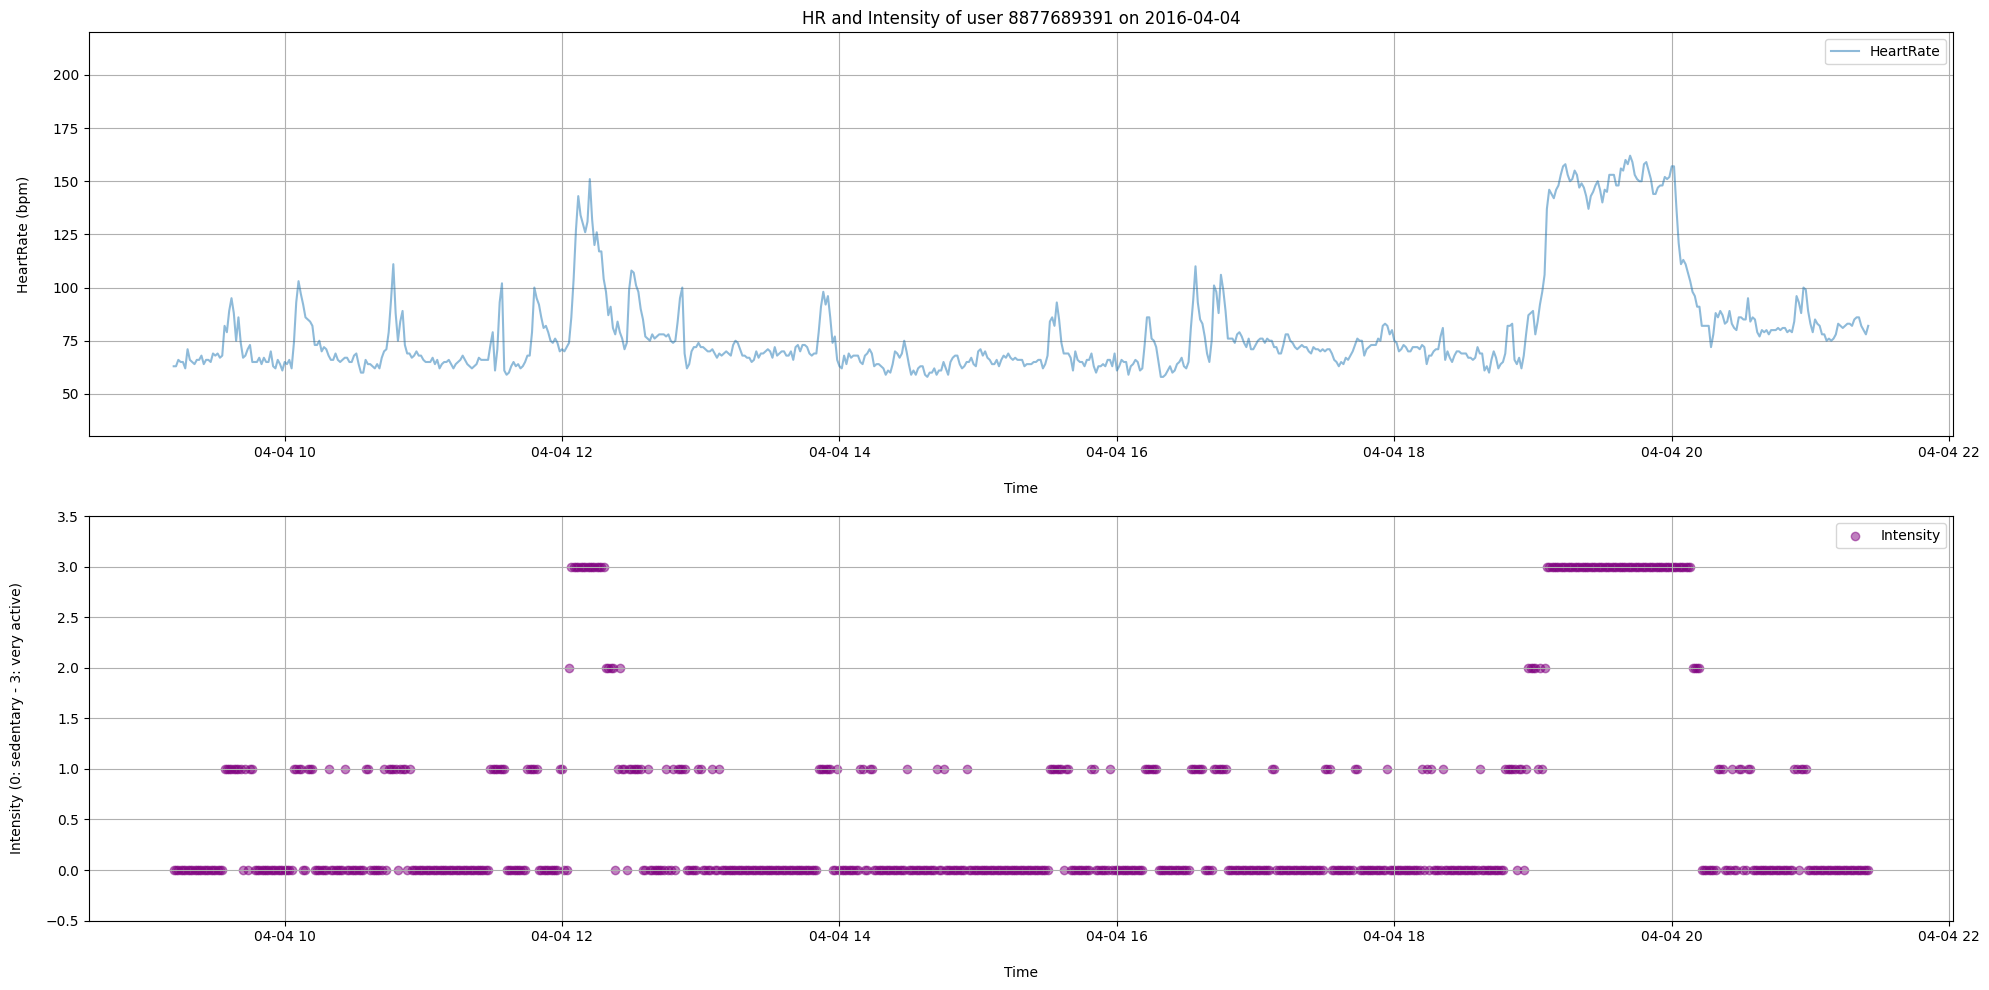 HR and Intensity of user 8877689391 on 2016-04-04
HeartRate
200
175
150
125
100
75
50
HeartRate (bpm)
04-04 10 04-04 12 04-04 14 04-04 16 04-04 18 04-04 20 04-04 22
Time
Intensity
3.5
3.0
2.5
2.0
1.5
1.0
0.5
0.0
−0.5
Intensity (0: sedentary - 3: very active)
04-04 10 04-04 12 04-04 14 04-04 16 04-04 18 04-04 20 04-04 22
Time